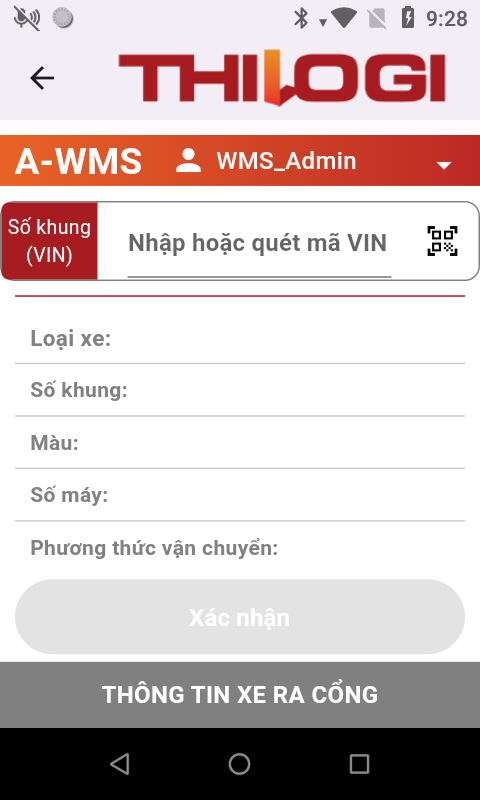 9:28
THILOGI
A-WMS
WMS_Admin
Số khung
(VIN)
Nhập hoặc quét mã VIN
Loại xe:
Số khung:
Màu:
Số máy:
Phương thức vận chuyển:
Xác nhận
THÔNG TIN XE RA CỔNG